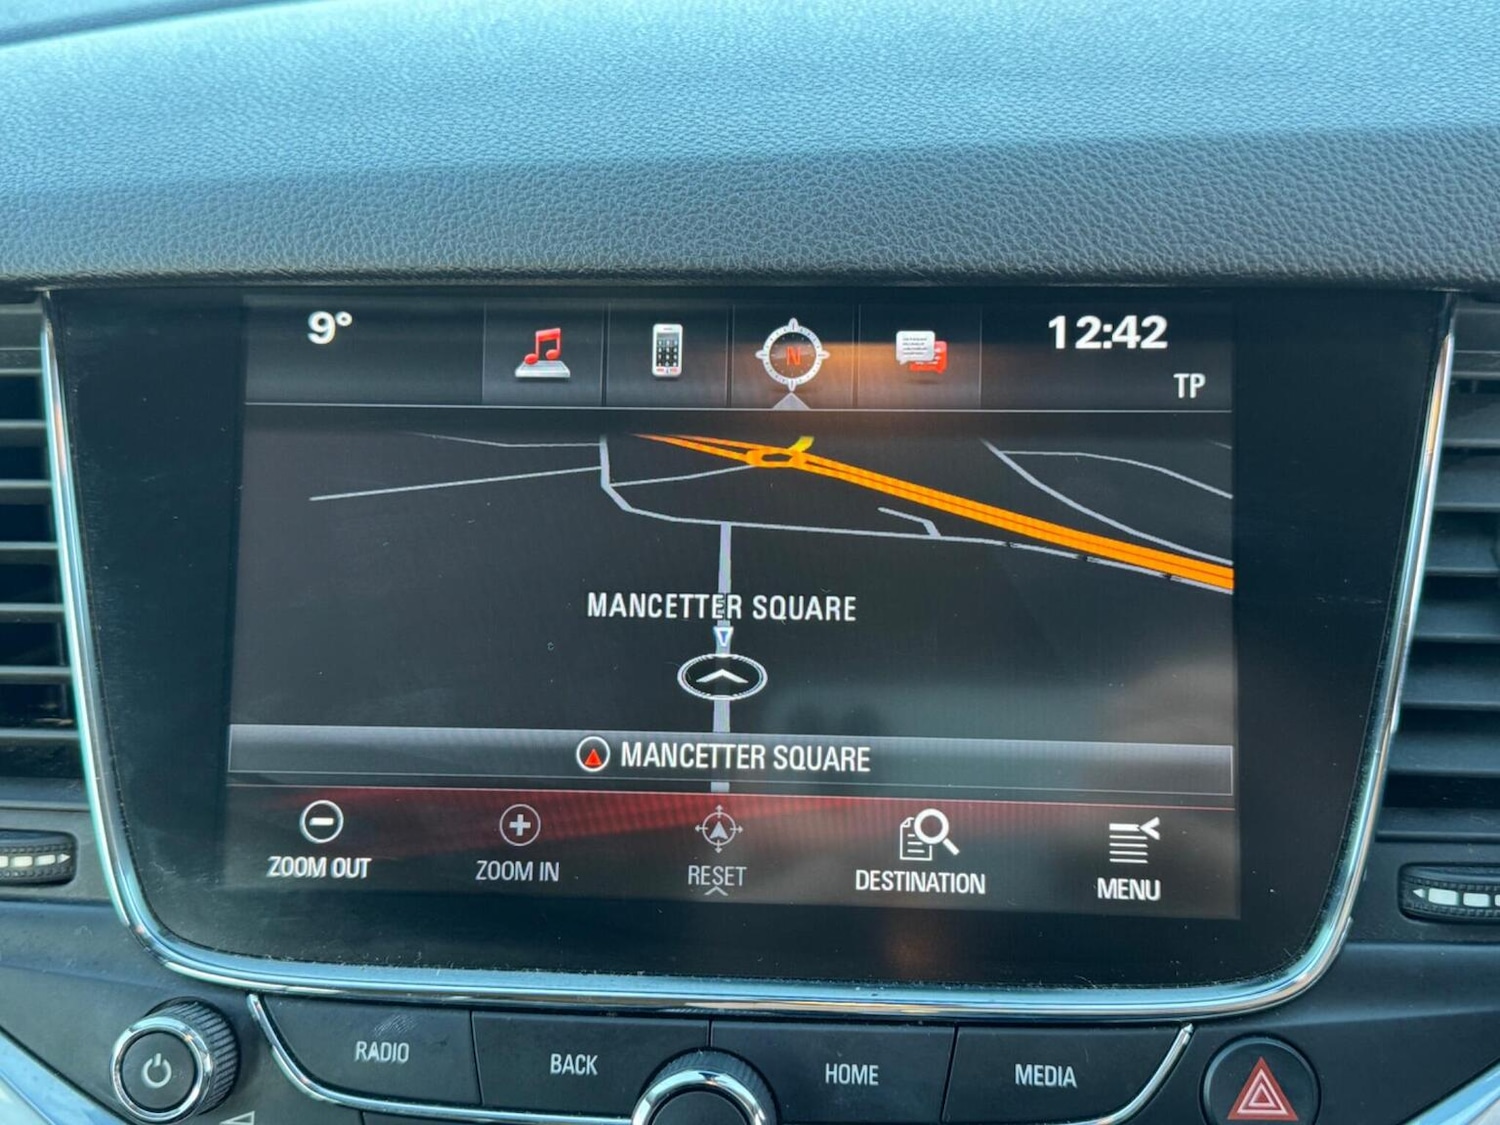 9°
N
12:42
TP
MANCETTER SQUARE
MANCETTER SQUARE
ZOOM OUT
ZOOM IN
RESET
DESTINATION
MENU
RADIO
BACK
HOME
MEDIA